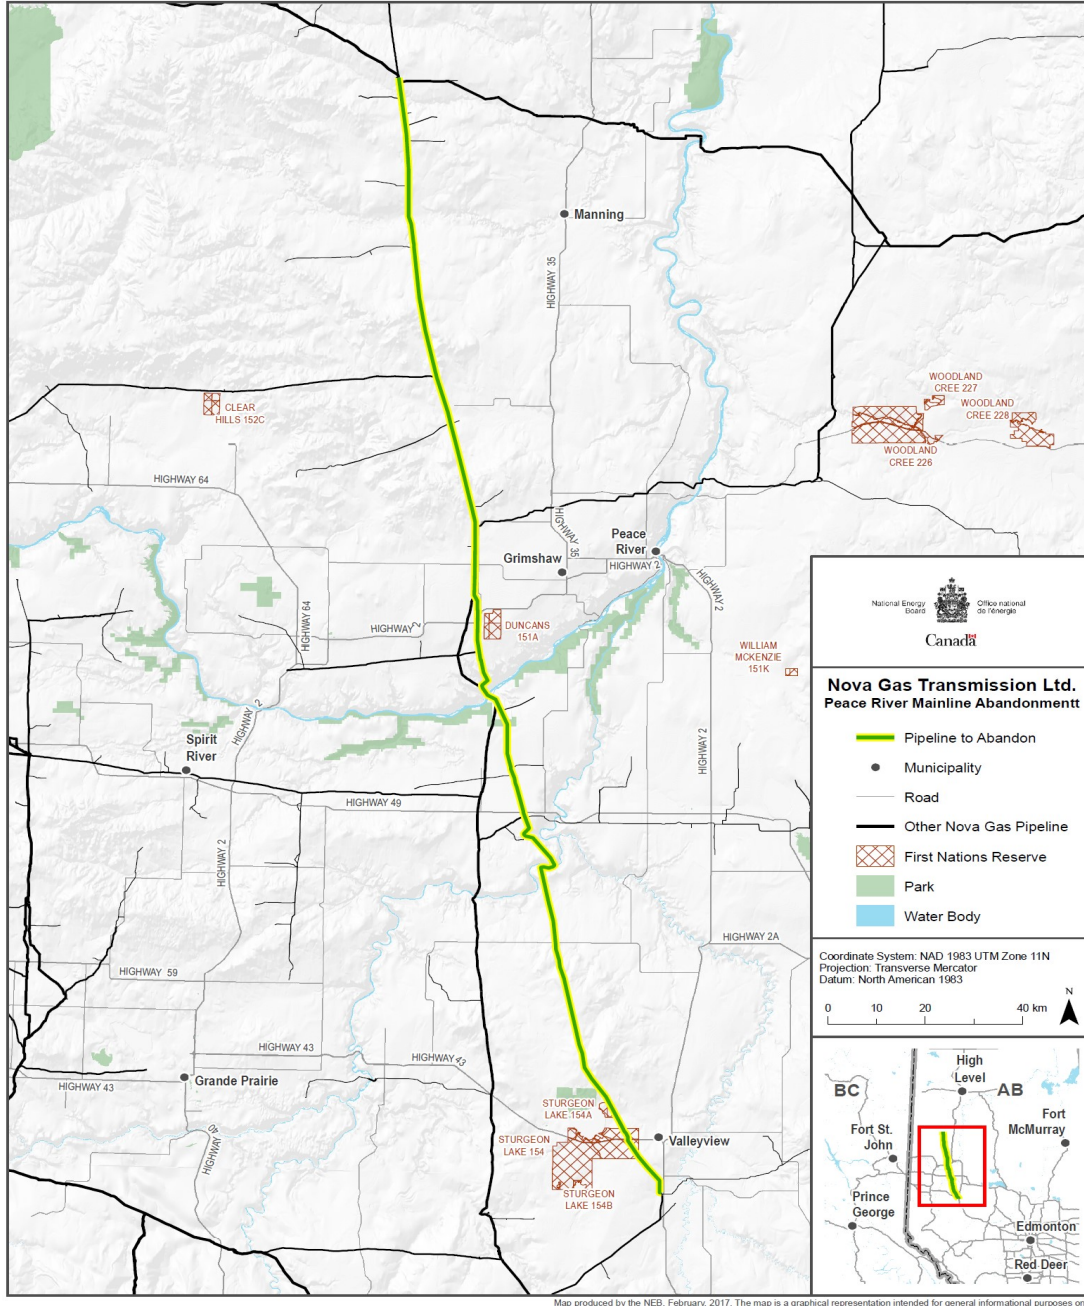 Manning
HIGHWAY 35
WOODLAND
CREE 227
WOODLAND
CREE 228
CLEAR
HILLS 152C
WOODLAND
CREE 226
HIGHWAY 64
HIGHWAY 35
Peace
River
Grimshaw
HIGHWAY 2
HIGHWAY 2
HIGHWAY 64
HIGHWAY 2
DUNCANS
151A
WILLIAM
MCKENZIE
151K
HIGHWAY 2
Spirit
River
HIGHWAY 2
HIGHWAY 49
HIGHWAY 2
HIGHWAY 2A
HIGHWAY 59
HIGHWAY 43
HIGHWAY 43
HIGHWAY 43
Grande Prairie
HIGHWAY 40
STURGEON
LAKE 154A
STURGEON
LAKE 154
Valleyview
STURGEON
LAKE 154B
National Energy
Board
Office national
de l'énergie
Canada
Nova Gas Transmission Ltd.
Peace River Mainline Abandonmentt
Pipeline to Abandon
Municipality
Road
Other Nova Gas Pipeline
First Nations Reserve
Park
Water Body
Coordinate System: NAD 1983 UTM Zone 11N
Projection: Transverse Mercator
Datum: North American 1983
N
0 10 20 40 km
High
Level
BC
AB
Fort
McMurray
Fort St.
John
Prince
George
Edmonton
Red Deer
Map produced by the NEB, February, 2017. The map is a graphical representation intended for general informational purposes on